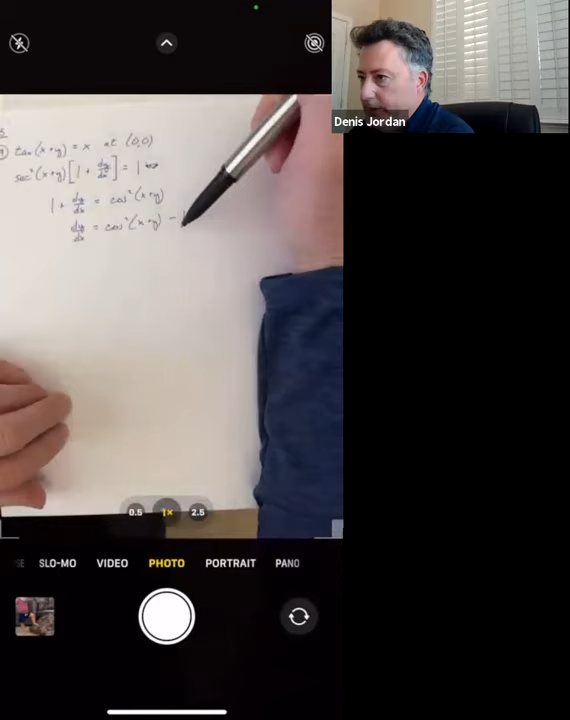 Denis Jordan
tan(x+y) = x at (0,0)
sec²(x+y)[1 + dy/dx] = 1
1 + dy/dx = cos²(x+y)
dy/dx = cos²(x+y) -
0.5 1× 2.5
SLO-MO VIDEO PHOTO PORTRAIT PANO